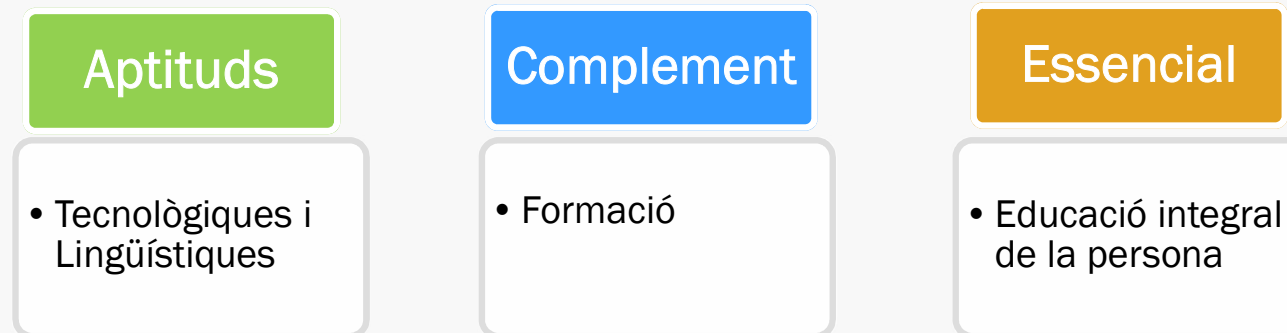 Aptituds
• Tecnològiques i
Lingüístiques
Complement
• Formació
Essencial
• Educació integral
de la persona